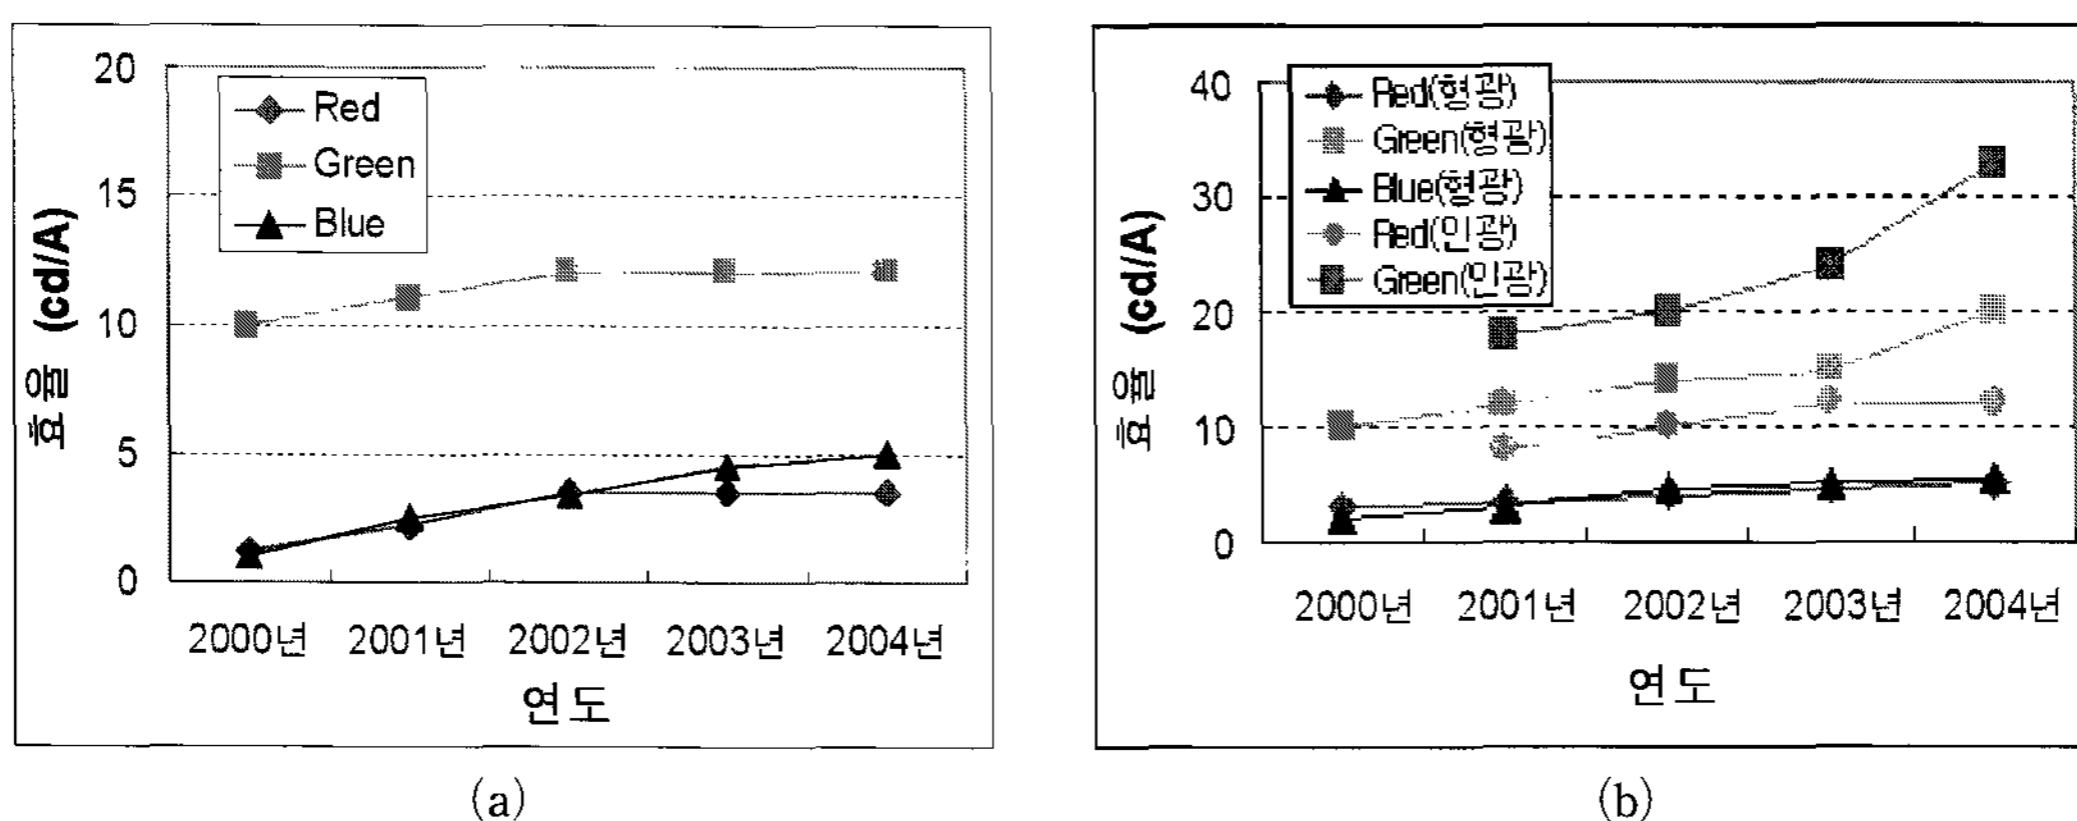 20
15
10
5
0
Red
Green
Blue
효율 (cd/A)
2000년 2001년 2002년 2003년 2004년
연도
(a)
40
30
20
10
0
Red(형광)
Green(형광)
Blue(형광)
Red(인광)
Green(인광)
효율 (cd/A)
2000년 2001년 2002년 2003년 2004년
연도
(b)